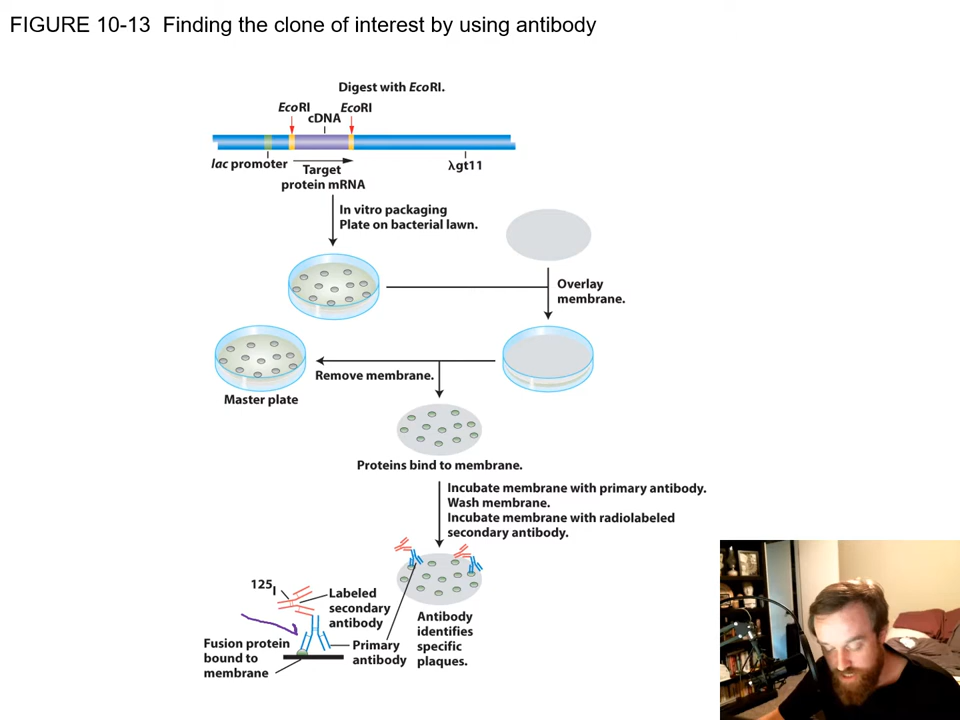 FIGURE 10-13 Finding the clone of interest by using antibody
Digest with EcoRI.
EcoRI
EcoRI
cDNA
lac promoter
Target
protein mRNA
λgt11
In vitro packaging
Plate on bacterial lawn.
Overlay
membrane.
Remove membrane.
Master plate
Proteins bind to membrane.
Incubate membrane with primary antibody.
Wash membrane.
Incubate membrane with radiolabeled
secondary antibody.
125I
Labeled
secondary
antibody
Fusion protein
bound to
membrane
Primary
antibody
Antibody
identifies
specific
plaques.